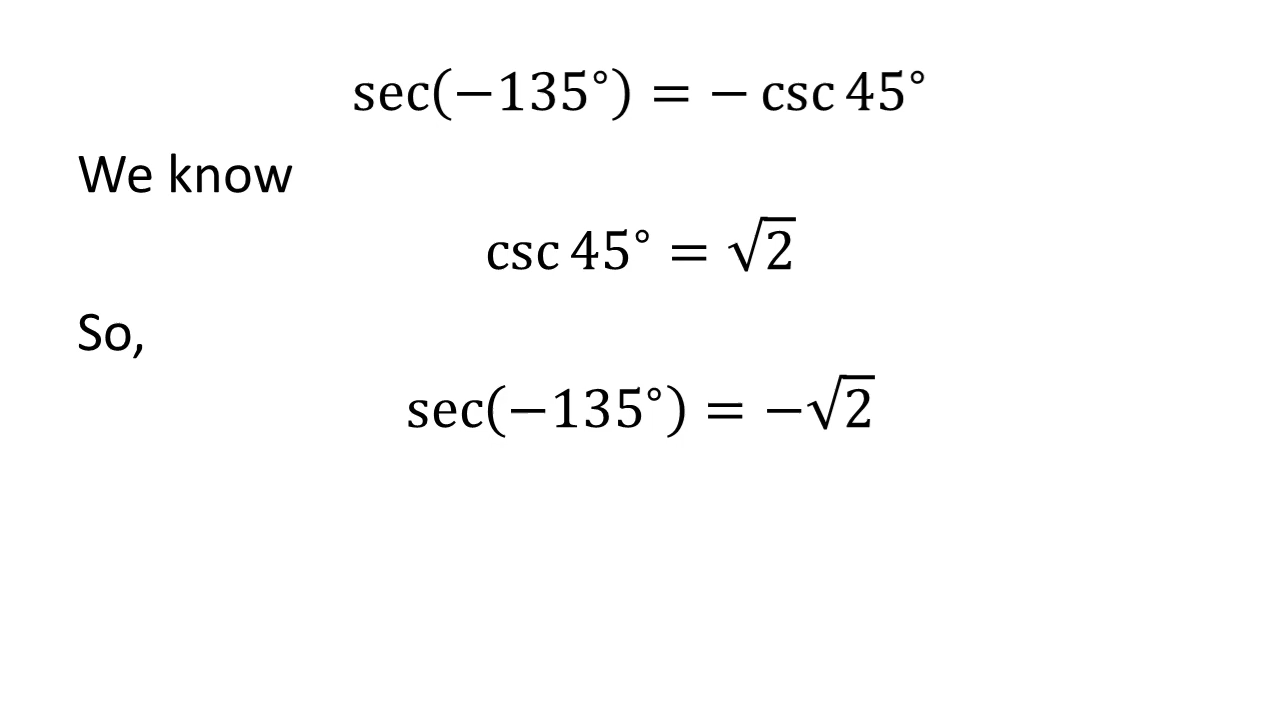 sec(−135°) = − csc 45°
We know
csc 45° = √2
So,
sec(−135°) = −√2